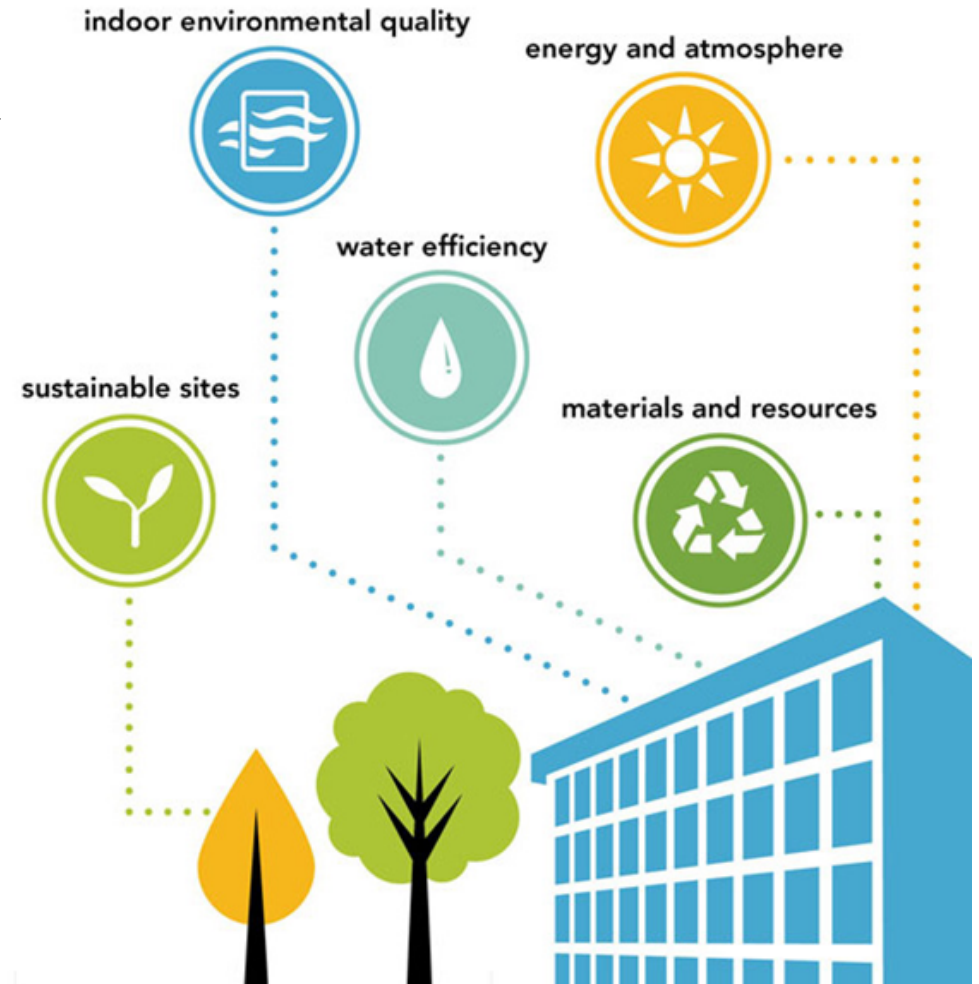 indoor environmental quality
energy and atmosphere
water efficiency
sustainable sites
materials and resources